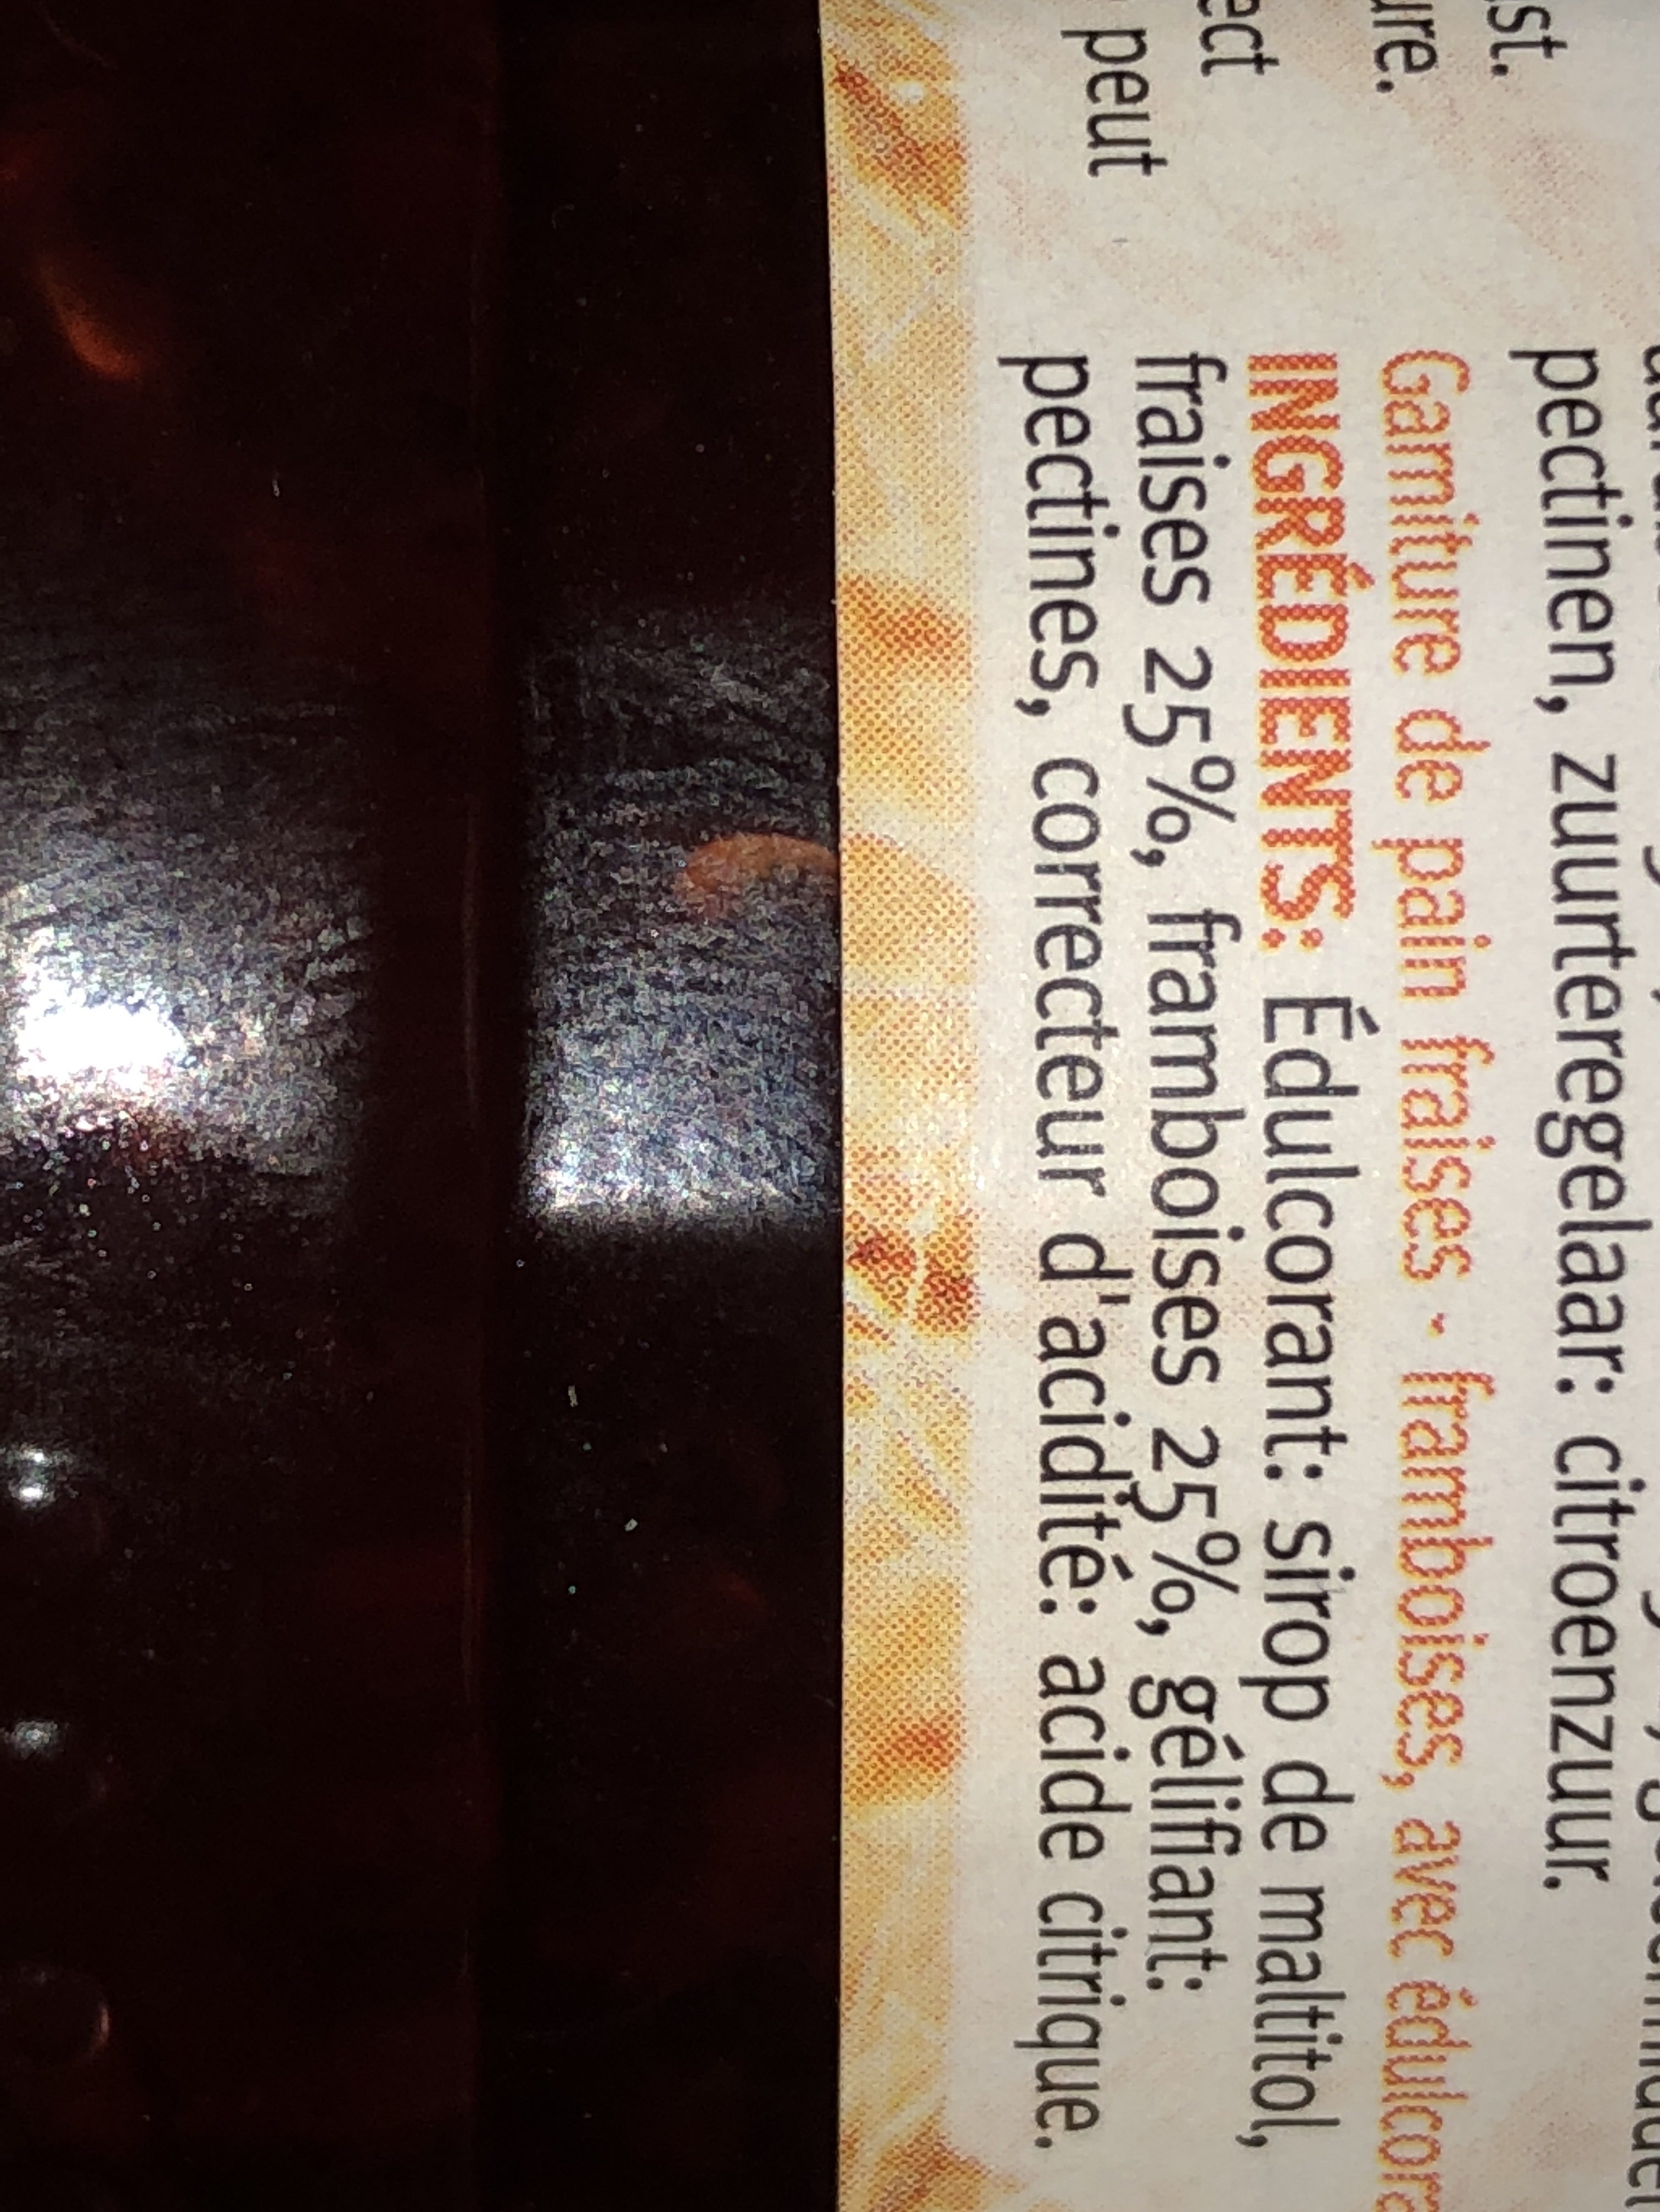 st.
ure.
ect
peut
pectinen, zuurteregelaar: citroenzuur.
Garniture de pain fraises - framboises, avec édulcora
INGRÉDIENTS: Édulcorant: sirop de maltitol,
fraises 25%, framboises 25%, gélifiant:
pectines, correcteur d'acidité: acide citrique.